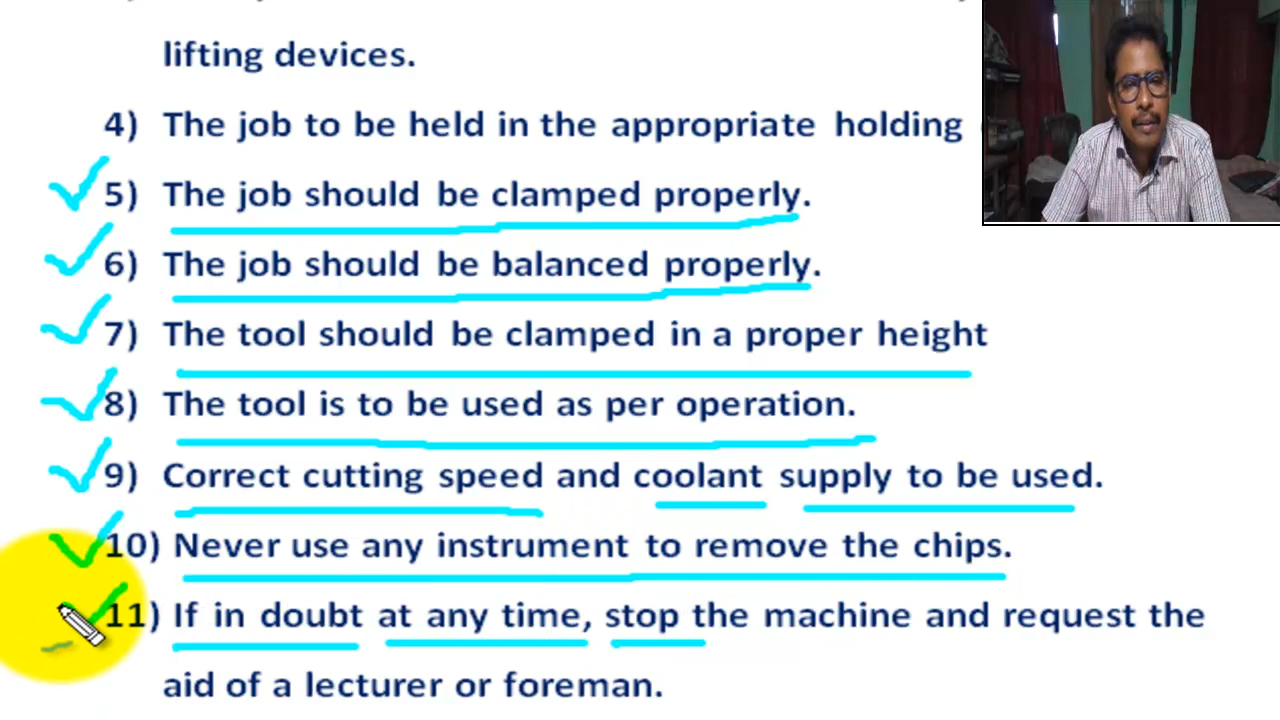 lifting devices.
4) The job to be held in the appropriate holding
5) The job should be clamped properly.
6) The job should be balanced properly.
7) The tool should be clamped in a proper height
8) The tool is to be used as per operation.
9) Correct cutting speed and coolant supply to be used.
10) Never use any instrument to remove the chips.
11) If in doubt at any time, stop the machine and request the
aid of a lecturer or foreman.